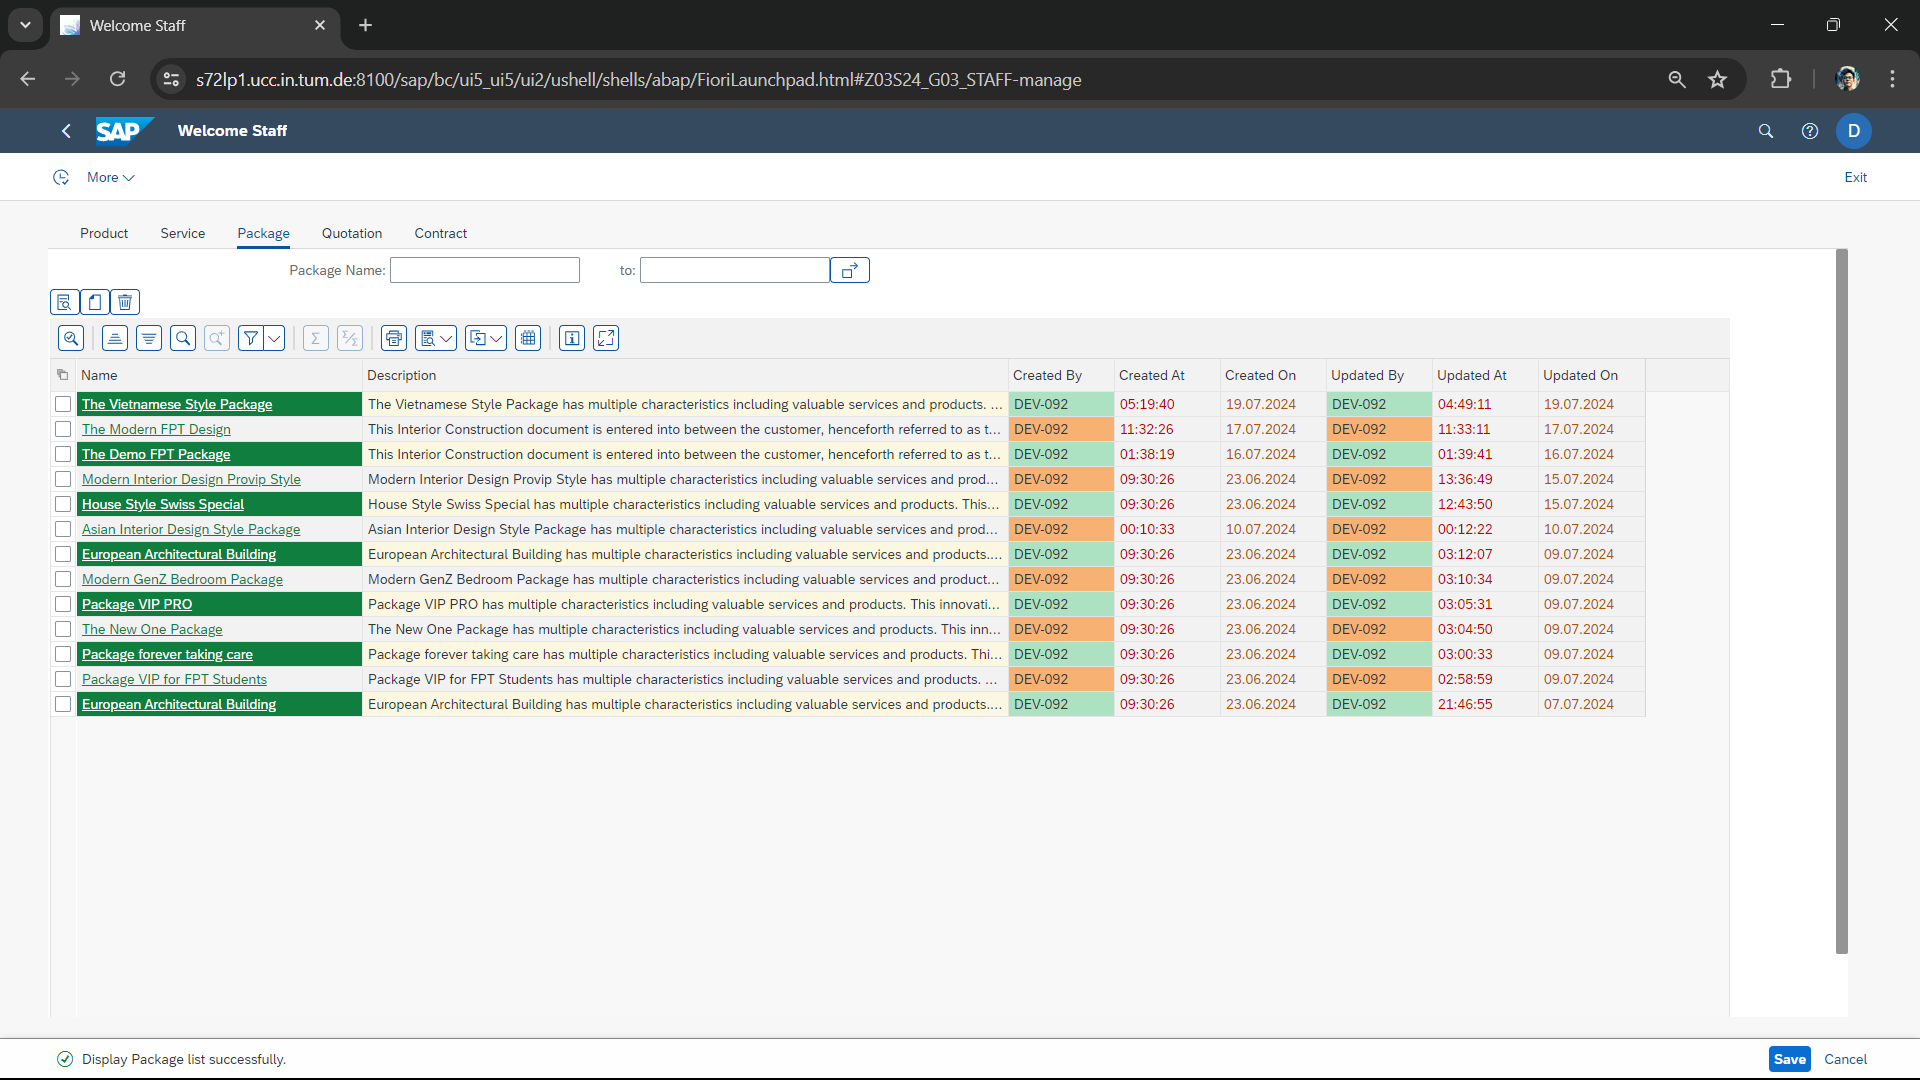 Welcome Staff
s72lp1.ucc.in.tum.de:8100/sap/bc/ui5_ui5/ui2/ushell/shells/abap/FioriLaunchpad.html#Z03S24_G03_STAFF-manage
SAP Welcome Staff D
More Exit
Product Service Package Quotation Contract
Package Name: to:
Name Description Created By Created At Created On Updated By Updated At Updated On
The Vietnamese Style Package The Vietnamese Style Package has multiple characteristics including valuable services and products. ... DEV-092 05:19:40 19.07.2024 DEV-092 04:49:11 19.07.2024
The Modern FPT Design This Interior Construction document is entered into between the customer, henceforth referred to as t... DEV-092 11:32:26 17.07.2024 DEV-092 11:33:11 17.07.2024
The Demo FPT Package This Interior Construction document is entered into between the customer, henceforth referred to as t... DEV-092 01:38:19 16.07.2024 DEV-092 01:39:41 16.07.2024
Modern Interior Design Provip Style Modern Interior Design Provip Style has multiple characteristics including valuable services and prod... DEV-092 09:30:26 23.06.2024 DEV-092 13:36:49 15.07.2024
House Style Swiss Special House Style Swiss Special has multiple characteristics including valuable services and products. This... DEV-092 09:30:26 23.06.2024 DEV-092 12:43:50 15.07.2024
Asian Interior Design Style Package Asian Interior Design Style Package has multiple characteristics including valuable services and prod... DEV-092 00:10:33 10.07.2024 DEV-092 00:12:22 10.07.2024
European Architectural Building European Architectural Building has multiple characteristics including valuable services and products.... DEV-092 09:30:26 23.06.2024 DEV-092 03:12:07 09.07.2024
Modern GenZ Bedroom Package Modern GenZ Bedroom Package has multiple characteristics including valuable services and product... DEV-092 09:30:26 23.06.2024 DEV-092 03:10:34 09.07.2024
Package VIP PRO Package VIP PRO has multiple characteristics including valuable services and products. This innovati... DEV-092 09:30:26 23.06.2024 DEV-092 03:05:31 09.07.2024
The New One Package The New One Package has multiple characteristics including valuable services and products. This inn... DEV-092 09:30:26 23.06.2024 DEV-092 03:04:50 09.07.2024
Package forever taking care Package forever taking care has multiple characteristics including valuable services and products. Thi... DEV-092 09:30:26 23.06.2024 DEV-092 03:00:33 09.07.2024
Package VIP for FPT Students Package VIP for FPT Students has multiple characteristics including valuable services and products. ... DEV-092 09:30:26 23.06.2024 DEV-092 02:58:59 09.07.2024
European Architectural Building European Architectural Building has multiple characteristics including valuable services and products.... DEV-092 09:30:26 23.06.2024 DEV-092 21:46:55 07.07.2024
Display Package list successfully. Save Cancel